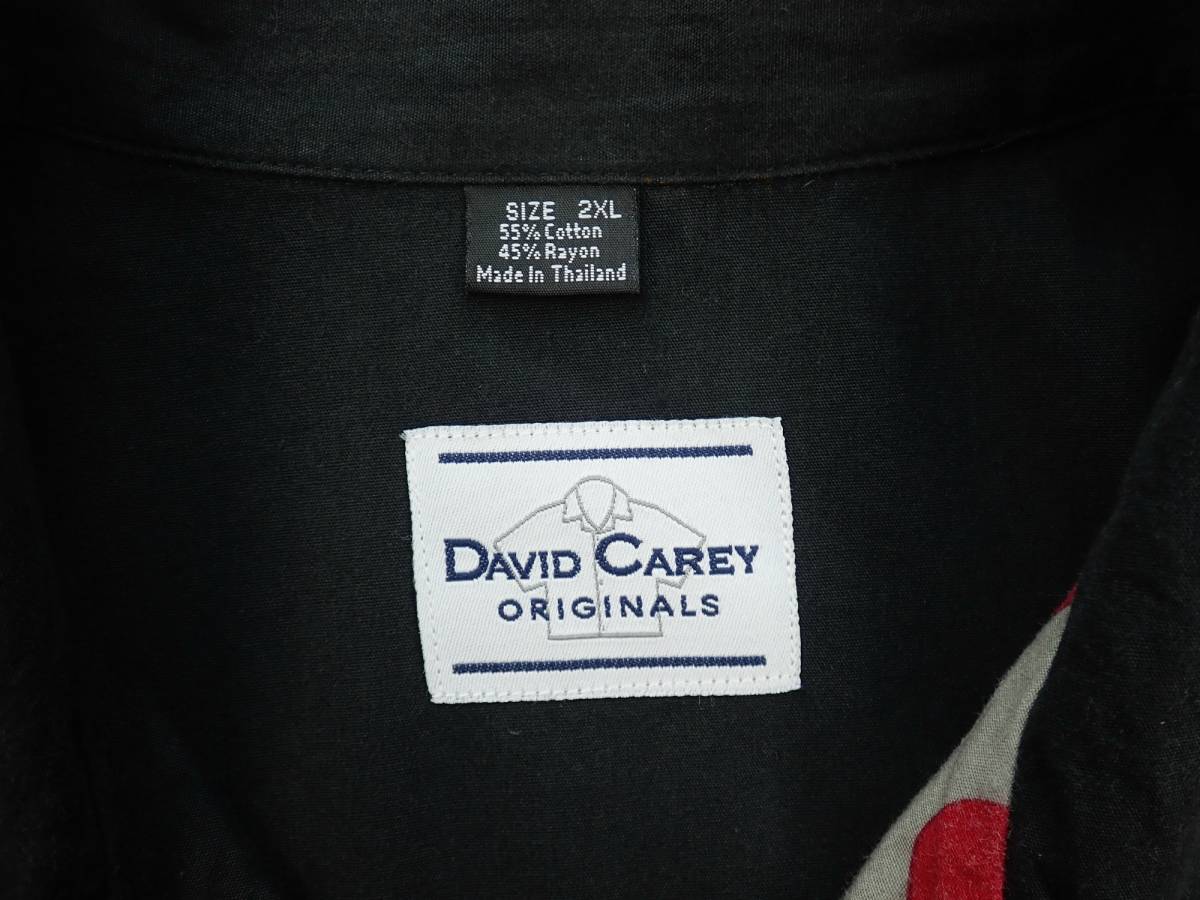 SIZE 2XL
55% Cotton
45% Rayon
Made In Thailand
DAVID CAREY
ORIGINALS